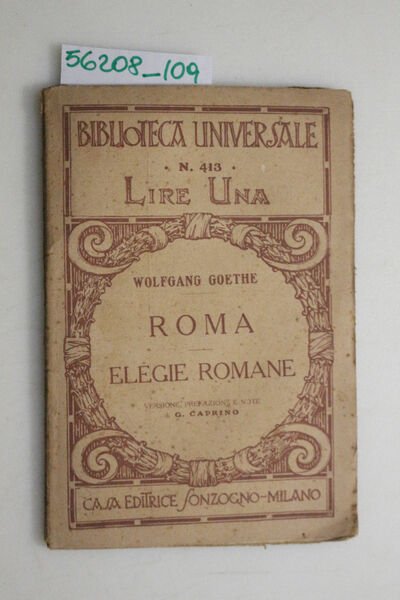 56208_109
BIBLIOTECA UNIVERSALE
• N. 413 •
LIRE UNA
WOLFGANG GOETHE
ROMA
ELEGIE ROMANE
VERSIONE, PREFAZIONE E NOTE
di G. CAPRINO
CASA EDITRICE SONZOGNO-MILANO